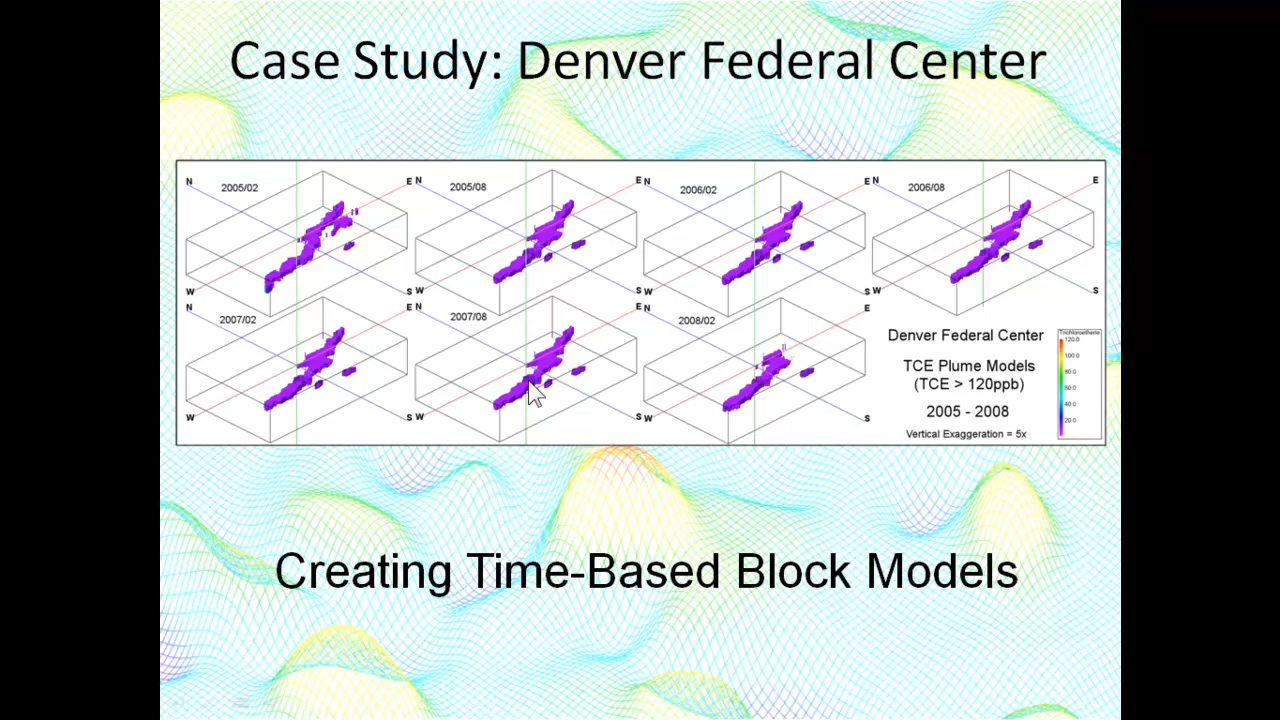 Case Study: Denver Federal Center
N 2005/02 E
W S
N 2005/08 E
W S
N 2006/02 E
W S
N 2006/08 E
W S
N 2007/02 E
W S
N 2007/08 E
W S
N 2008/02 E
W S
Denver Federal Center
TCE Plume Models
(TCE > 120ppb)
2005 - 2008
Vertical Exaggeration = 5x
Trichloroethene
120.0
100.0
80.0
60.0
40.0
20.0
Creating Time-Based Block Models